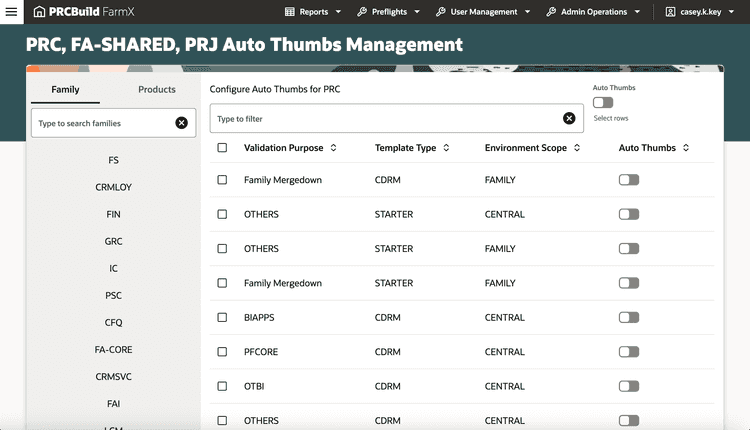 PRCBuild FarmX Reports Preflights User Management Admin Operations casey.k.key
PRC, FA-SHARED, PRJ Auto Thumbs Management
Family Products
Type to search families
FS
CRMLOY
FIN
GRC
IC
PSC
CFQ
FA-CORE
CRMSVC
FAI
Configure Auto Thumbs for PRC
Auto Thumbs
Type to filter
Select rows
Validation Purpose Template Type Environment Scope Auto Thumbs
Family Mergedown CDRM FAMILY
OTHERS STARTER CENTRAL
OTHERS STARTER FAMILY
Family Mergedown STARTER FAMILY
BIAPPS CDRM CENTRAL
PFCORE CDRM CENTRAL
OTBI CDRM CENTRAL
OTHERS CDRM CENTRAL